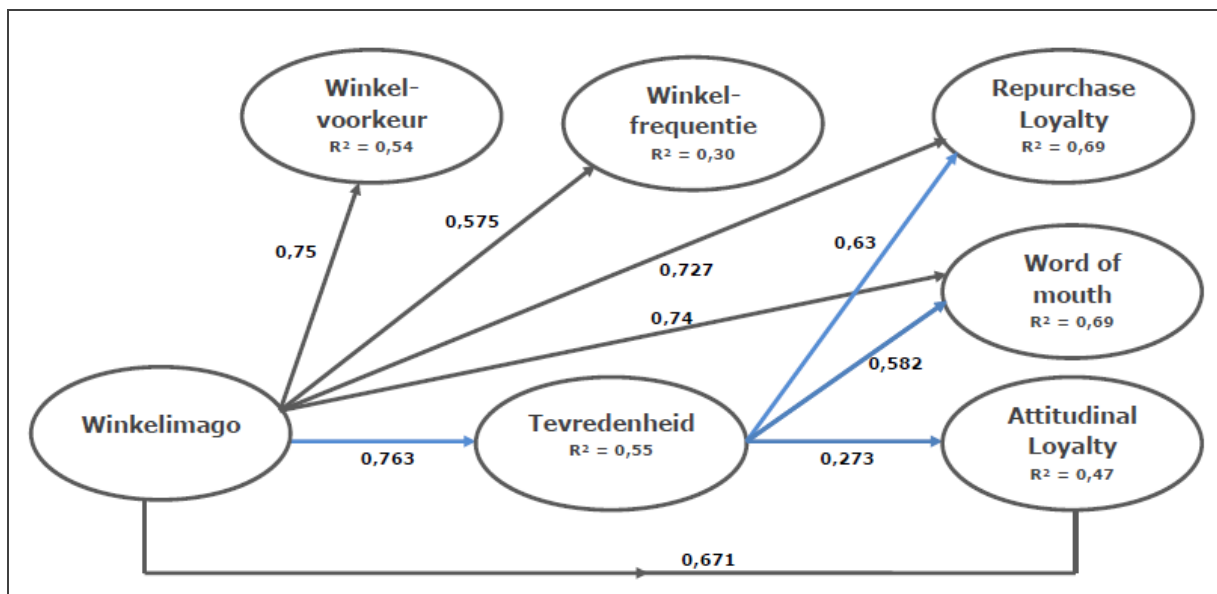 Winkel-
voorkeur
R² = 0,54
Winkel-
frequentie
R² = 0,30
Repurchase
Loyalty
R² = 0,69
0,75
0,575
0,63
0,727
Word of
mouth
R² = 0,69
0,74
0,582
Winkelimago
Tevredenheid
R² = 0,55
Attitudinal
Loyalty
R² = 0,47
0,763
0,273
0,671